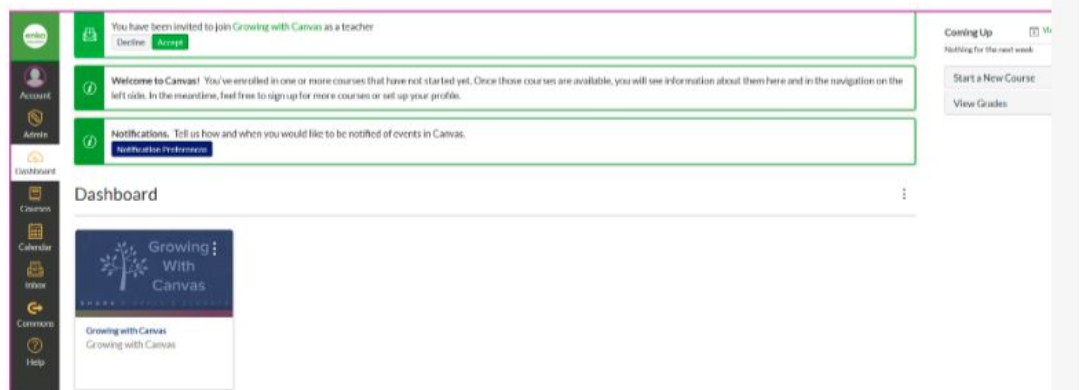 enko
Account
Admin
Dashboard
Courses
Calendar
Inbox
Commons
Help
You have been invited to join Growing with Canvas as a teacher
Decline Accept
Welcome to Canvas! You've enrolled in one or more courses that have not started yet. Once those courses are available, you will see information about them here and in the navigation on the
left side. In the meantime, feel free to sign up for more courses or set up your profile.
Notifications. Tell us how and when you would like to be notified of events in Canvas.
Notification Preferences
Dashboard
Growing
With
Canvas
Growing with Canvas
Growing with Canvas
Coming Up
Nothing for the next week
Start a New Course
View Grades